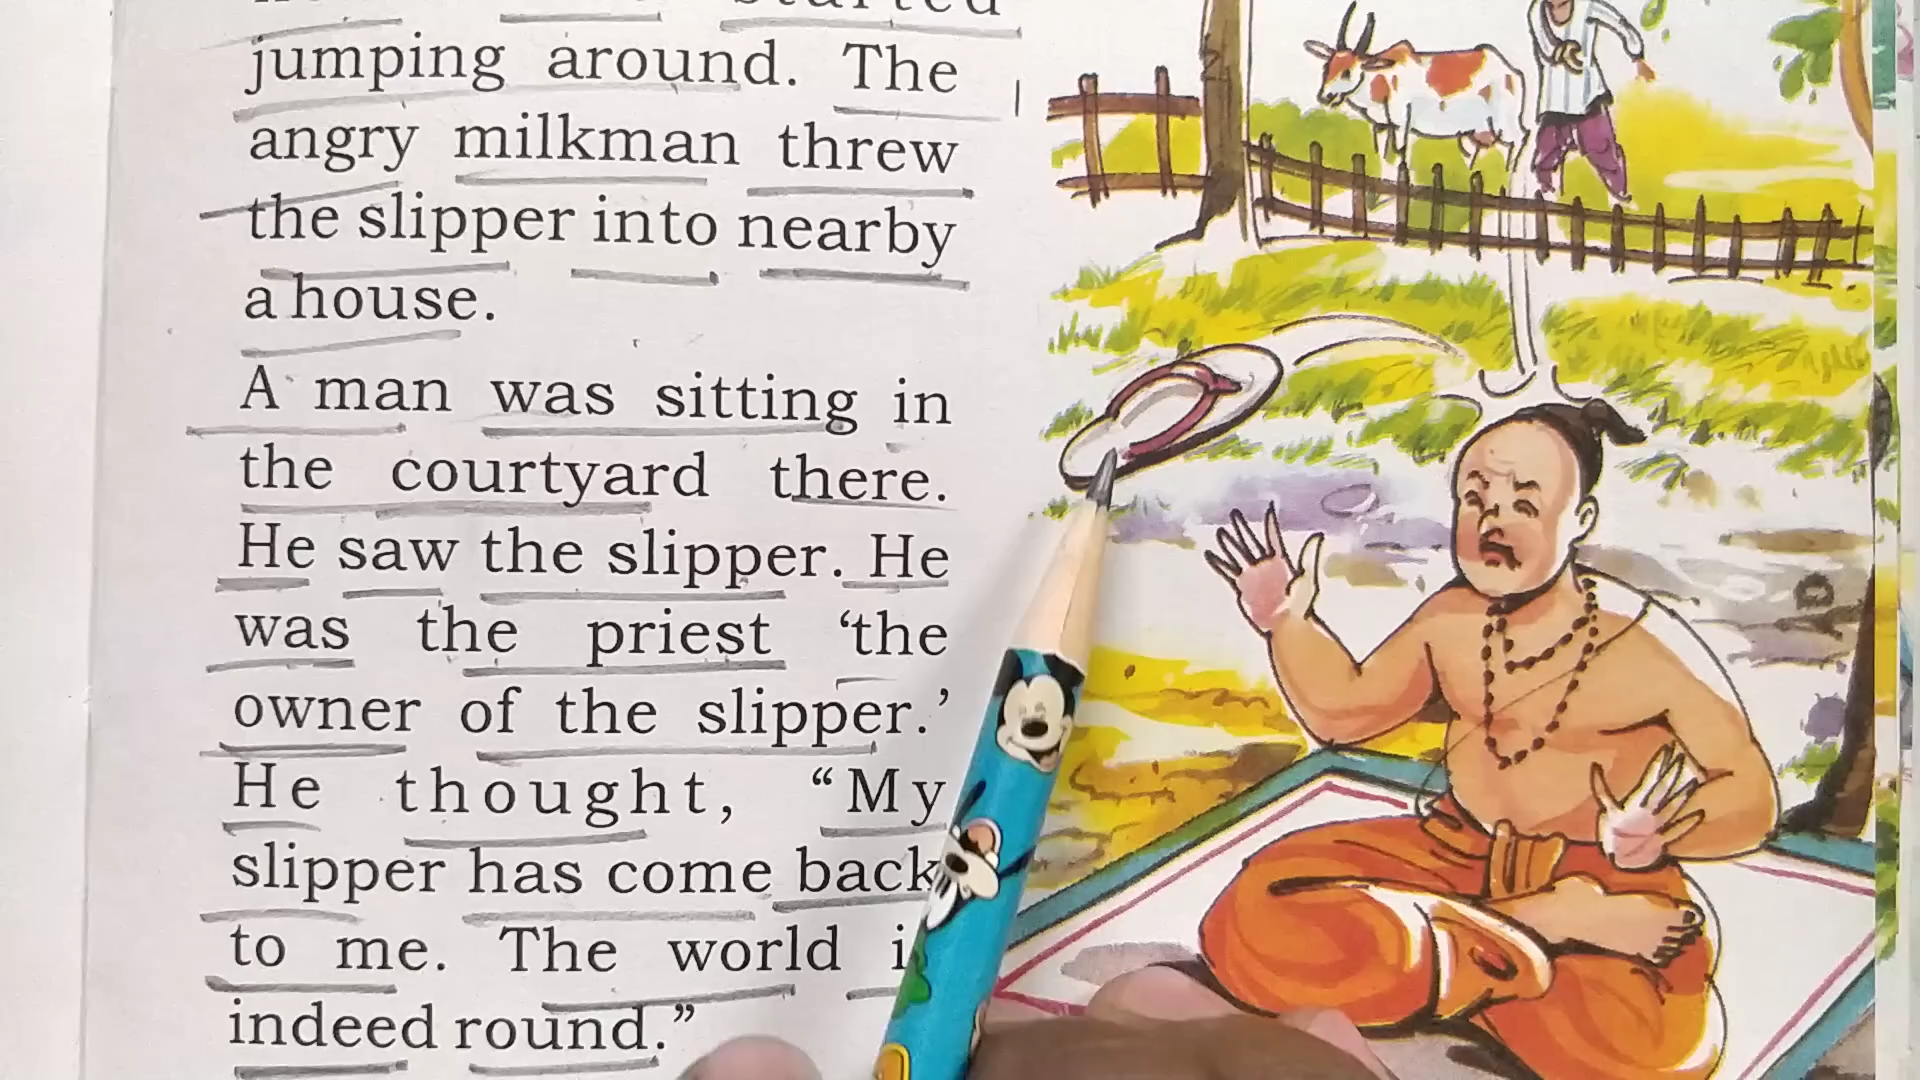 started
jumping around. The
angry milkman threw
the slipper into nearby
a house.
A man was sitting in
the courtyard there.
He saw the slipper. He
was the priest ‘the
owner of the slipper.’
He thought, “My
slipper has come back
to me. The world
indeed round.”